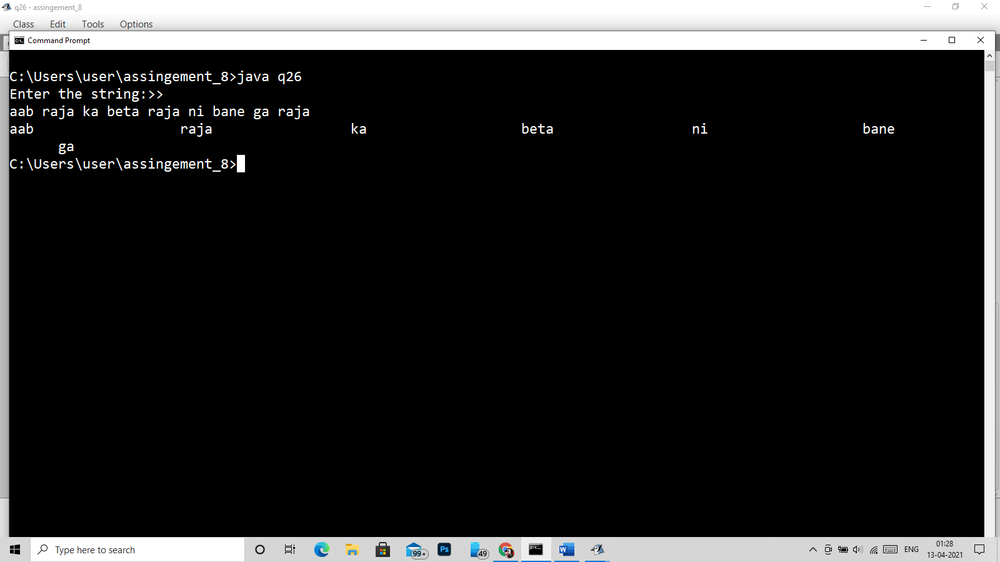 q26 - assingement_8
Class Edit Tools Options
Command Prompt
C:\Users\user\assingement_8>java q26
Enter the string:>>
aab raja ka beta raja ni bane ga raja
aab raja ka beta ni bane
ga
C:\Users\user\assingement_8>
Type here to search
99+
Ps
49
W
ENG
01:28
13-04-2021